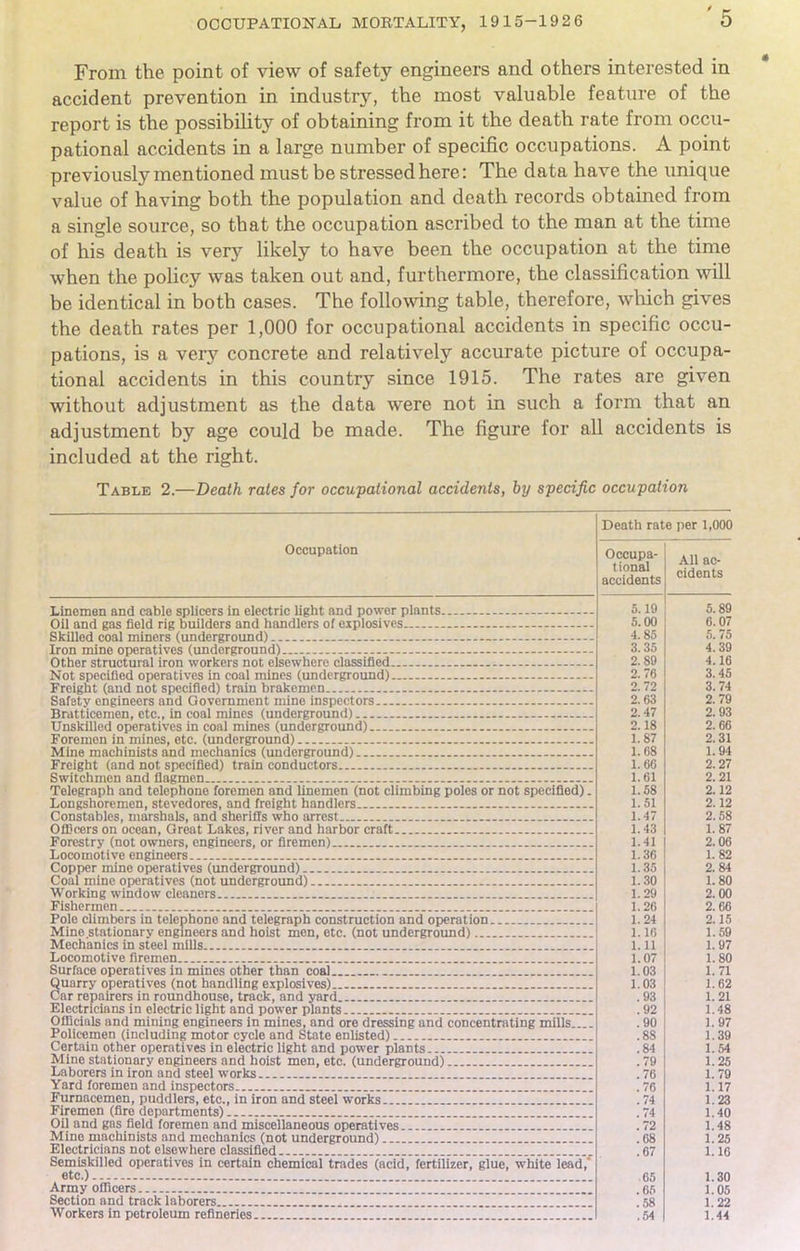 OCCUPATIONAL MORTALITY, 1915-1926 5
From the point of view of safety engineers and others interested in
accident prevention in industry, the most valuable feature of the
report is the possibility of obtaining from it the death rate from occu-
pational accidents in a large number of specific occupations. A point
previously mentioned must be stressed here: The data have the unique
value of having both the population and death records obtained from
a single source, so that the occupation ascribed to the man at the time
of his death is very likely to have been the occupation at the time
when the policy was taken out and, furthermore, the classification will
be identical in both cases. The following table, therefore, which gives
the death rates per 1,000 for occupational accidents in specific occu-
pations, is a very concrete and relatively accurate picture of occupa-
tional accidents in this country since 1915. The rates are given
without adjustment as the data were not in such a form that an
adjustment by age could be made. The figure for all accidents is
included at the right.
TABLE 2.—Death rates for occupational accidents, by specific occupation
Occupation
Death rate per 1,000
Occupa-
tional
accidents
All ac-
cidents
Linemen and cable splicers in electric light and power plants 5.19 5.89
Oil and gas field rig builders and handlers of explosives 5.00 6.07
Skilled coal miners (underground) 4.85 5.75
Iron mine operatives (underground) 3.35 4.39
Other structural iron workers not elsewhere classified 2.89 4.16
Not specified operatives in coal mines (underground) 2.76 3.45
Freight (and not specified) train brakemen 2.72 3.74
Safety engineers and Government mine inspectors 2.63 2.79
Bratticemen, etc., in coal mines (underground) 2.47 2.93
Unskilled operatives in coal mines (underground) 2.18 2.66
Foremen in mines, etc. (underground) 1.87 2.31
Mine machinists and mechanics (underground) 1.68 1.94
Freight (and not specified) train conductors 1.66 2.27
Switchmen and flagmen 1.61 2.21
Telegraph and telephone foremen and linemen (not climbing poles or not specified) 1.58 2.12
Longshoremen, stevedores, and freight handlers 1.51 2.12
Constables, marshals, and sheriffs who arrest 1.47 2.58
Officers on ocean, Great Lakes, river and harbor craft 1.43 1.87
Forestry (not owners, engineers, or firemen) 1.41 2.06
Locomotive engineers 1.36 1.82
Copper mine operatives (underground) 1.35 2.84
Coal mine operatives (not underground) 1.30 1.80
Working window cleaners 1.29 2.00
Fishermen 1.26 2.66
Pole climbers in telephone and telegraph construction and operation 1.24 2.15
Mine stationary engineers and hoist men, etc. (not underground) 1.16 1.59
Mechanics in steel mills 1.11 1.97
Locomotive firemen 1.07 1.80
Surface operatives in mines other than coal 1.03 1.71
Quarry operatives (not handling explosives) 1.03 1.62
Car repairers in roundhouse, track, and yard .93 1.21
Electricians in electric light and power plants .92 1.48
Officials and mining engineers in mines, and ore dressing and concentrating mills .90 1.97
Policemen (including motor cycle and State enlisted) .88 1.39
Certain other operatives in electric light and power plants .84 1.54
Mine stationary engineers and hoist men, etc. (underground) .79 1.25
Laborers in iron and steel works .76 1.79
Yard foremen and inspectors .76 1.17
Furnacemen, puddlers, etc., in iron and steel works .74 1.23
Firemen (fire departments) .74 1.40
Oil and gas field foremen and miscellaneous operatives .72 1.48
Mine machinists and mechanics (not underground) .68 1.25
Electricians not elsewhere classified .67 1.16
Semiskilled operatives in certain chemical trades (acid, fertilizer, glue, white lead,
etc.) .65 1.30
Army officers .65 1.05
Section and track laborers .58 1.22
Workers in petroleum refineries .54 1.44